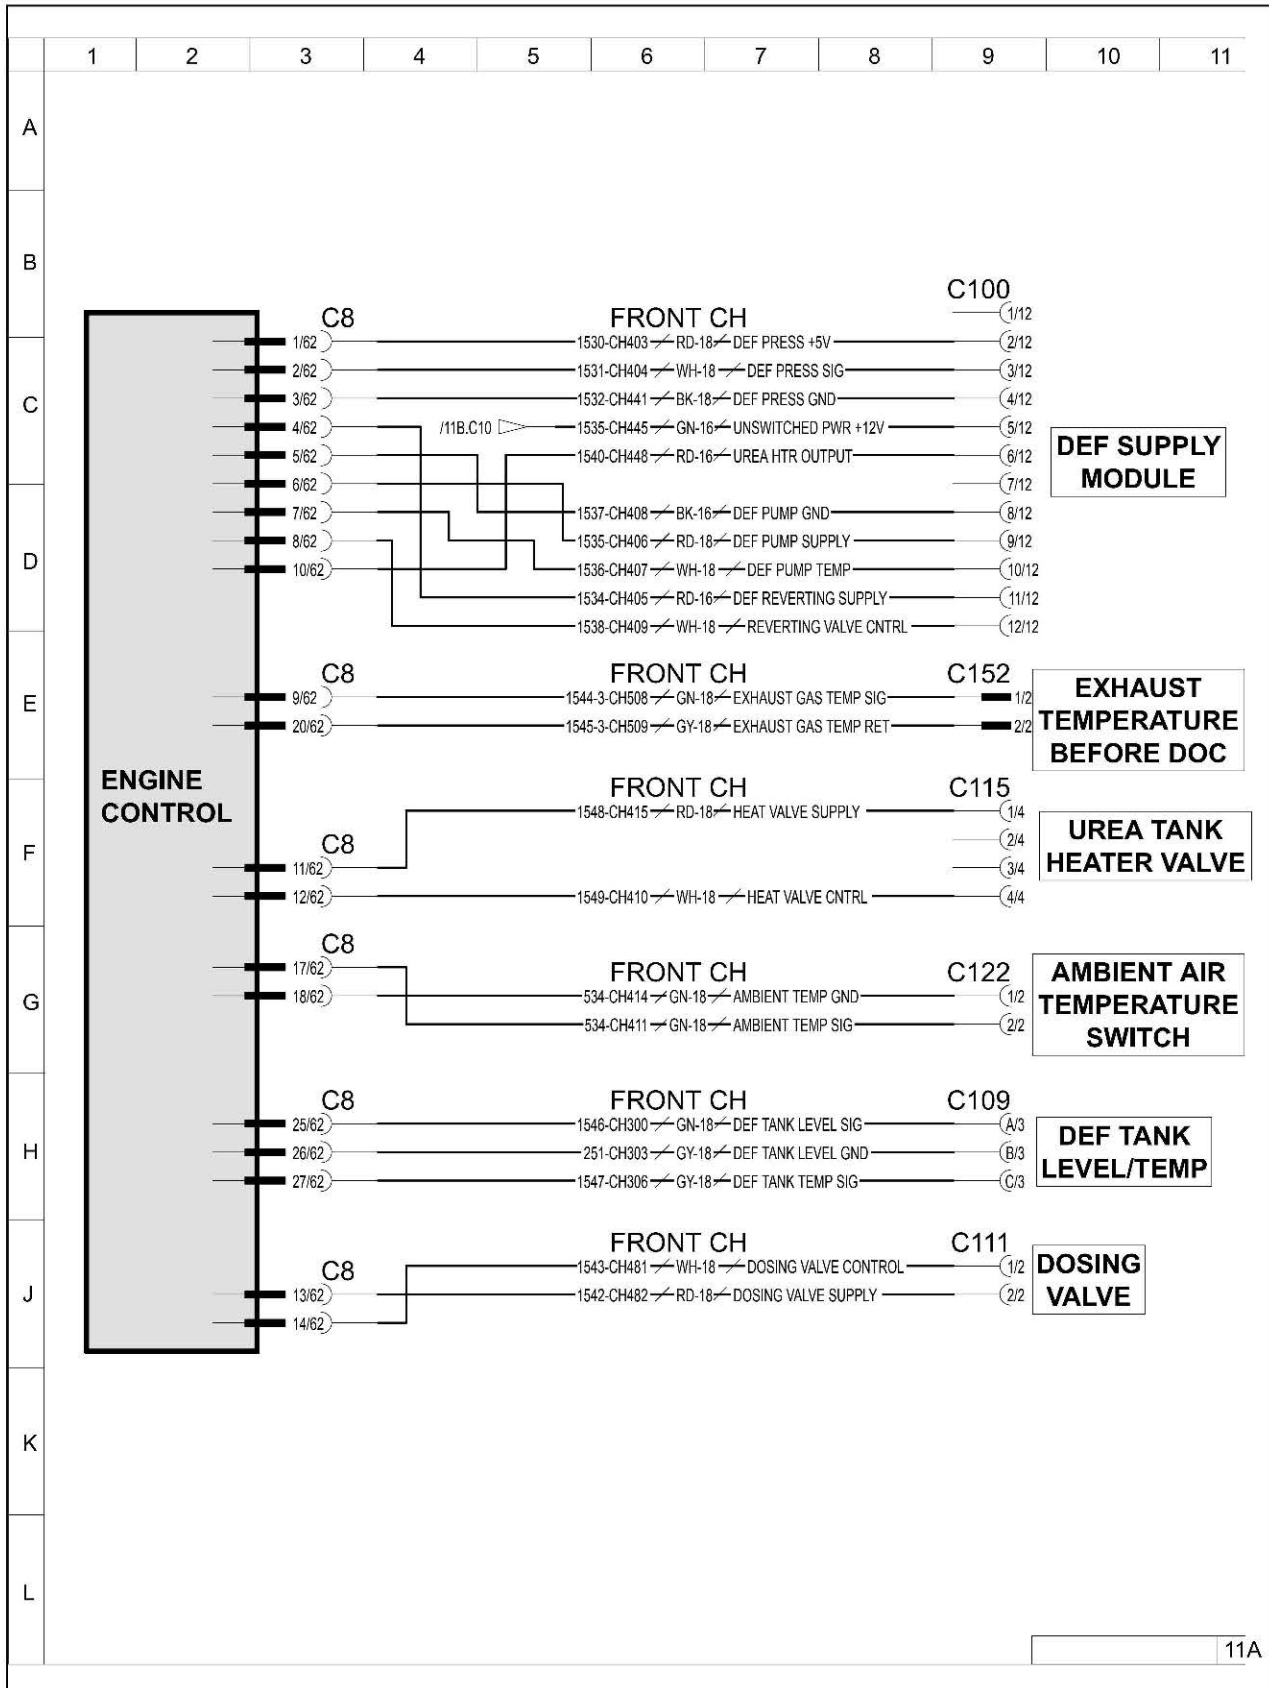 1 2 3 4 5 6 7 8 9 10 11
A
B
C100
1/12
C8 FRONT CH
1/62 1530-CH403 RD-18 DEF PRESS +5V 2/12
2/62 1531-CH404 WH-18 DEF PRESS SIG 3/12
C
3/62 1532-CH441 BK-18 DEF PRESS GND 4/12
4/62 /11B.C10 1535-CH445 GN-16 UNSWITCHED PWR +12V 5/12
DEF SUPPLY
MODULE
5/62 1540-CH448 RD-16 UREA HTR OUTPUT 6/12
6/62 7/12
7/62 1537-CH408 BK-16 DEF PUMP GND 8/12
8/62 1535-CH406 RD-18 DEF PUMP SUPPLY 9/12
D
10/62 1536-CH407 WH-18 DEF PUMP TEMP 10/12
1534-CH405 RD-16 DEF REVERTING SUPPLY 11/12
1538-CH409 WH-18 REVERTING VALVE CNTRL 12/12
C8 FRONT CH C152
E
9/62 1544-3-CH508 GN-18 EXHAUST GAS TEMP SIG 1/2
20/62 1545-3-CH509 GY-18 EXHAUST GAS TEMP RET 2/2
EXHAUST
TEMPERATURE
BEFORE DOC
ENGINE
CONTROL
FRONT CH C115
1548-CH415 RD-18 HEAT VALVE SUPPLY 1/4
2/4
UREA TANK
HEATER VALVE
F
C8
11/62 3/4
12/62 1549-CH410 WH-18 HEAT VALVE CNTRL 4/4
C8
17/62
FRONT CH C122
G
18/62 534-CH414 GN-18 AMBIENT TEMP GND 1/2
534-CH411 GN-18 AMBIENT TEMP SIG 2/2
AMBIENT AIR
TEMPERATURE
SWITCH
C8 FRONT CH C109
25/62 1546-CH300 GN-18 DEF TANK LEVEL SIG A/3
H
26/62 251-CH303 GY-18 DEF TANK LEVEL GND B/3
27/62 1547-CH306 GY-18 DEF TANK TEMP SIG C/3
DEF TANK
LEVEL/TEMP
FRONT CH C111
1543-CH481 WH-18 DOSING VALVE CONTROL 1/2
C8
J
13/62 1542-CH482 RD-18 DOSING VALVE SUPPLY 2/2
14/62
DOSING
VALVE
K
L
11A